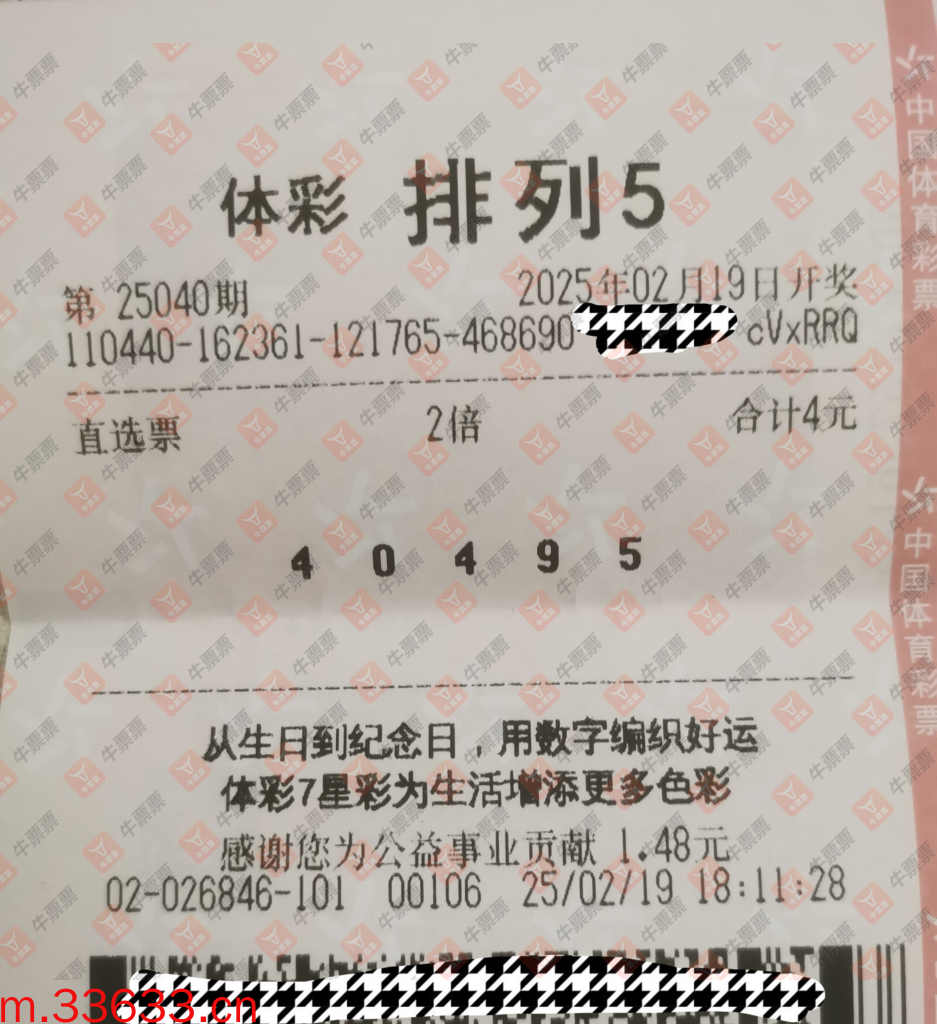 体彩 排列5
第 25040期 2025年02月19日开奖
110440-162361-121765-468690 cVxRRQ
直选票 2倍 合计4元
4 0 4 9 5
从生日到纪念日，用数字编织好运
体彩7星彩为生活增添更多色彩
感谢您为公益事业贡献 1.48元
02-026846-101 00106 25/02/19 18:11:28
中国体育彩票
中国体育彩票
牛票票
m.33633.cn